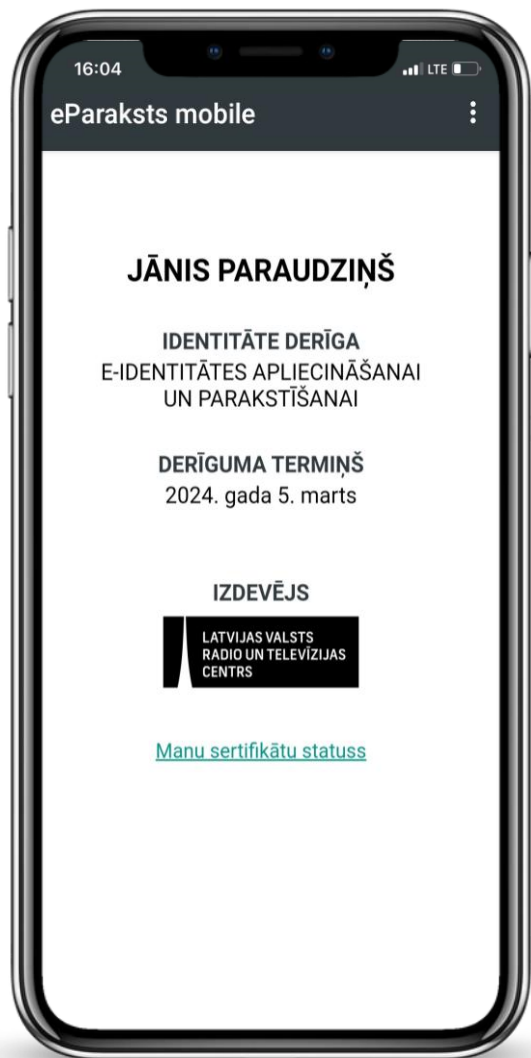 16:04
LTE
eParaksts mobile
JĀNIS PARAUDZIŅŠ
IDENTITĀTE DERĪGA
E-IDENTITĀTES APLIECINĀŠANAI
UN PARAKSTĪŠANAI
DERĪGUMA TERMIŅŠ
2024. gada 5. marts
IZDEVĒJS
LATVIJAS VALSTS
RADIO UN TELEVĪZIJAS
CENTRS
Manu sertifikātu statuss